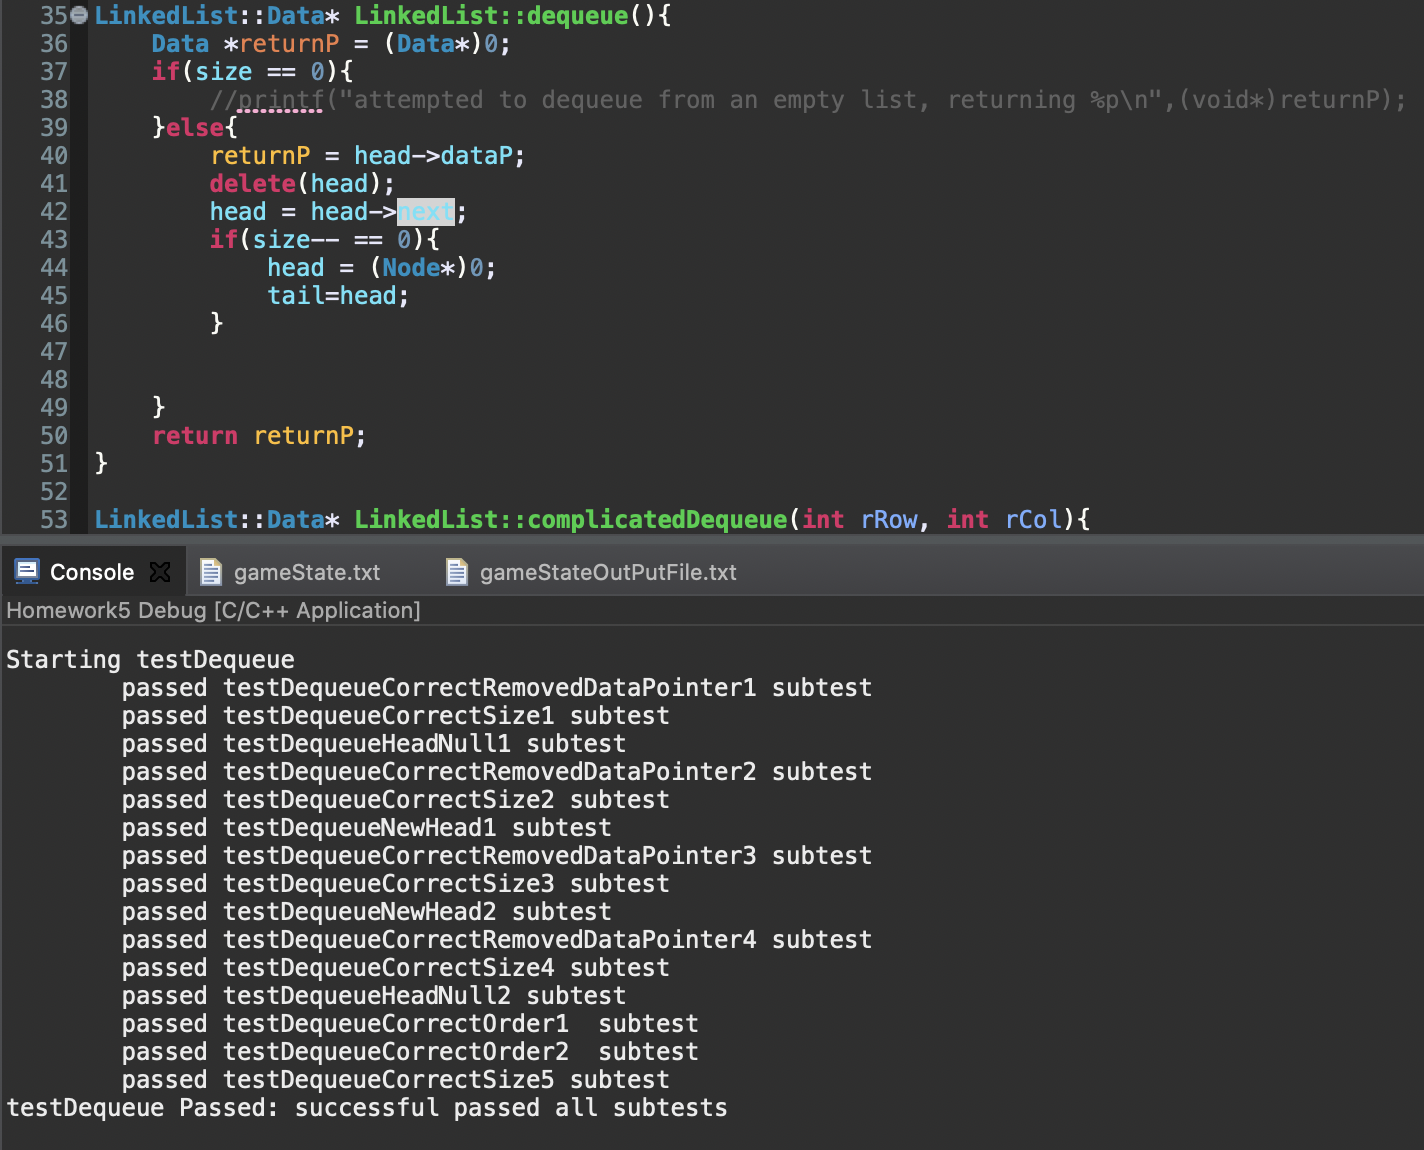 35 LinkedList::Data* LinkedList::dequeue(){
36     Data *returnP = (Data*)0;
37     if(size == 0){
38         //printf("attempted to dequeue from an empty list, returning %p\n",(void*)returnP);
39     }else{
40         returnP = head->dataP;
41         delete(head);
42         head = head->next;
43         if(size-- == 0){
44             head = (Node*)0;
45             tail=head;
46         }
47
48
49     }
50     return returnP;
51 }
52
53 LinkedList::Data* LinkedList::complicatedDequeue(int rRow, int rCol){
Console gameState.txt gameStateOutPutFile.txt
Homework5 Debug [C/C++ Application]
Starting testDequeue
        passed testDequeueCorrectRemovedDataPointer1 subtest
        passed testDequeueCorrectSize1 subtest
        passed testDequeueHeadNull1 subtest
        passed testDequeueCorrectRemovedDataPointer2 subtest
        passed testDequeueCorrectSize2 subtest
        passed testDequeueNewHead1 subtest
        passed testDequeueCorrectRemovedDataPointer3 subtest
        passed testDequeueCorrectSize3 subtest
        passed testDequeueNewHead2 subtest
        passed testDequeueCorrectRemovedDataPointer4 subtest
        passed testDequeueCorrectSize4 subtest
        passed testDequeueHeadNull2 subtest
        passed testDequeueCorrectOrder1  subtest
        passed testDequeueCorrectOrder2  subtest
        passed testDequeueCorrectSize5 subtest
testDequeue Passed: successful passed all subtests